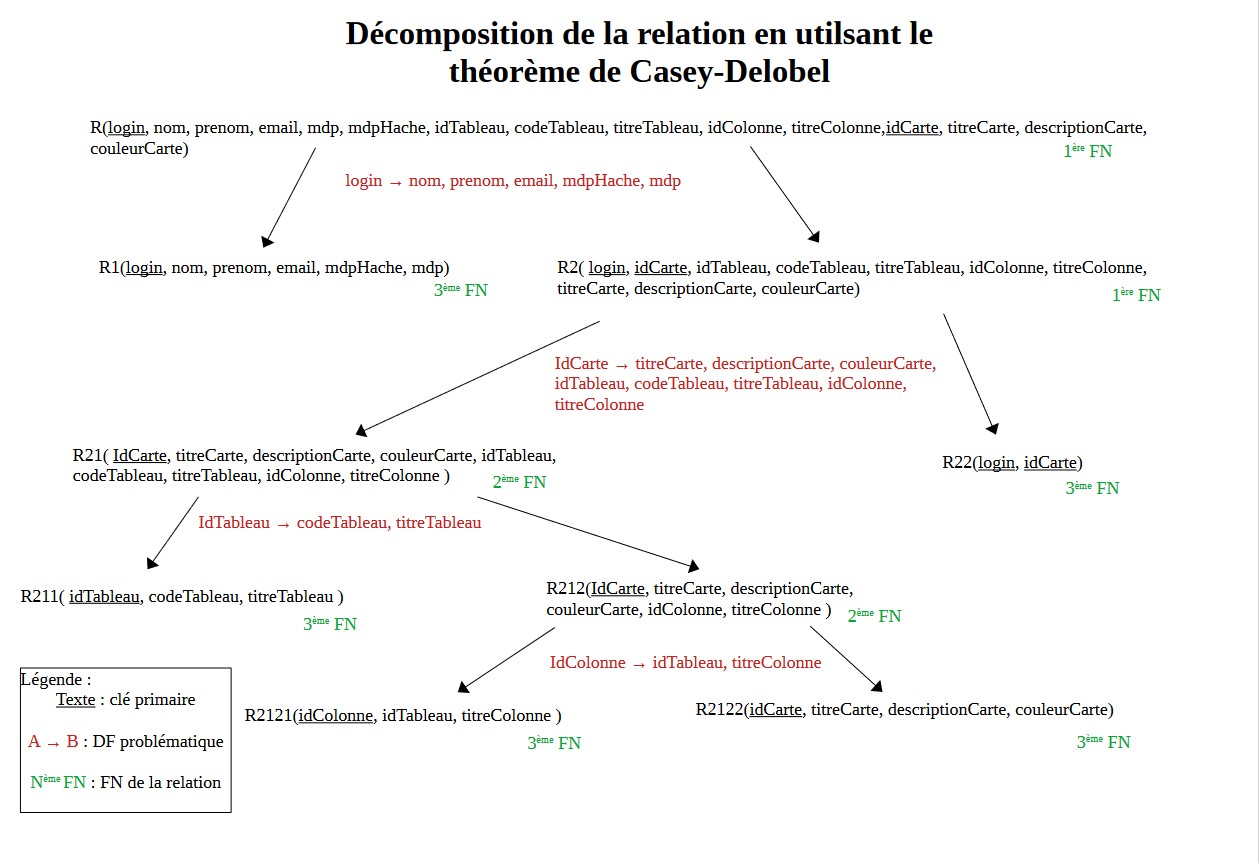 Décomposition de la relation en utilsant le
théorème de Casey-Delobel
R(login, nom, prenom, email, mdp, mdpHache, idTableau, codeTableau, titreTableau, idColonne, titreColonne,idCarte, titreCarte, descriptionCarte,
couleurCarte)
1ère FN
login → nom, prenom, email, mdpHache, mdp
R1(login, nom, prenom, email, mdpHache, mdp)
3ème FN
R2( login, idCarte, idTableau, codeTableau, titreTableau, idColonne, titreColonne,
titreCarte, descriptionCarte, couleurCarte)
1ère FN
IdCarte → titreCarte, descriptionCarte, couleurCarte,
idTableau, codeTableau, titreTableau, idColonne,
titreColonne
R21( IdCarte, titreCarte, descriptionCarte, couleurCarte, idTableau,
codeTableau, titreTableau, idColonne, titreColonne )
2ème FN
R22(login, idCarte)
3ème FN
IdTableau → codeTableau, titreTableau
R211( idTableau, codeTableau, titreTableau )
3ème FN
R212(IdCarte, titreCarte, descriptionCarte,
couleurCarte, idColonne, titreColonne )
2ème FN
IdColonne → idTableau, titreColonne
R2121(idColonne, idTableau, titreColonne )
3ème FN
R2122(idCarte, titreCarte, descriptionCarte, couleurCarte)
3ème FN
Légende :
Texte : clé primaire
A → B : DF problématique
Nème FN : FN de la relation